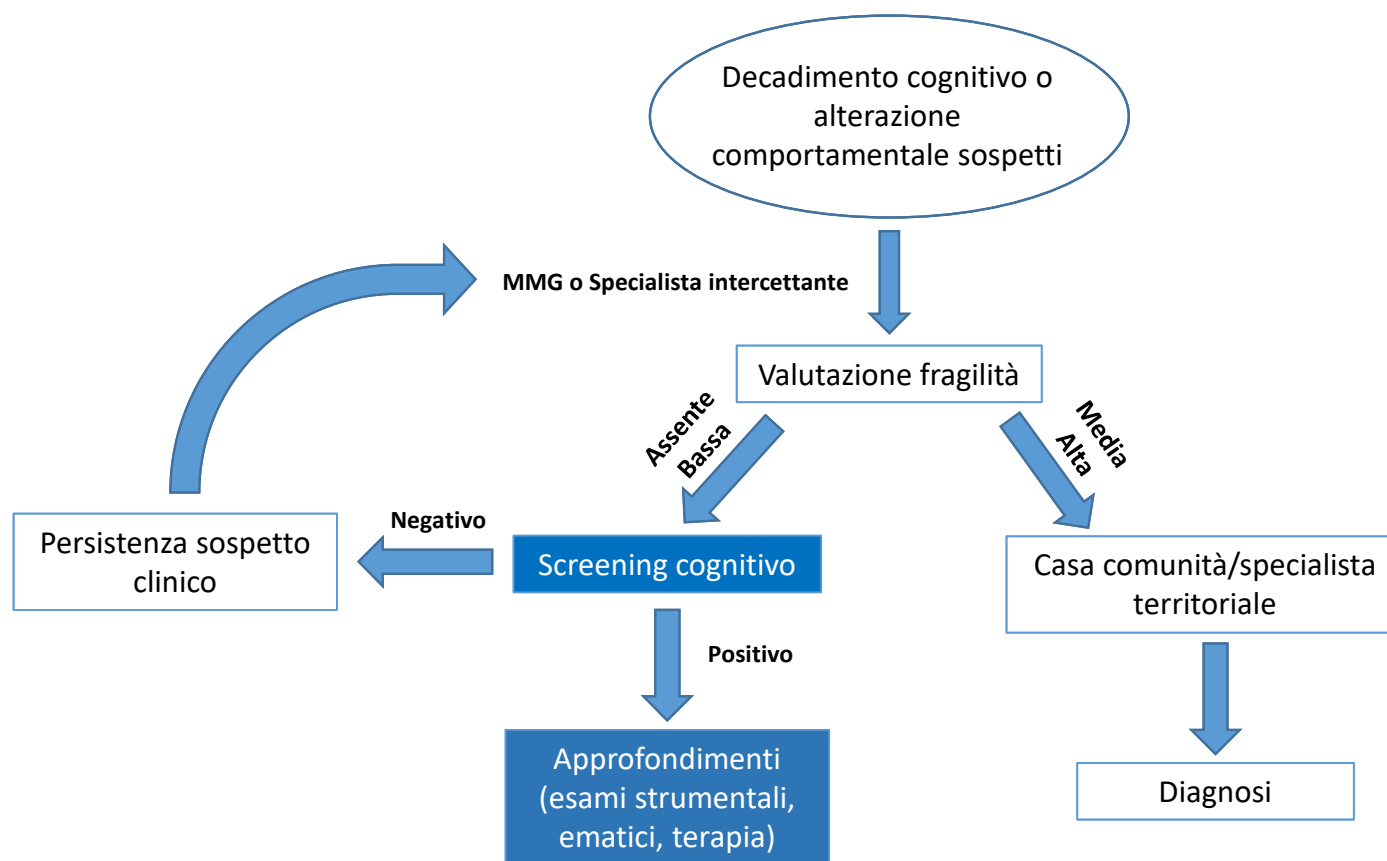 Decadimento cognitivo o
alterazione
comportamentale sospetti
MMG o Specialista intercettante
Valutazione fragilità
Assente
Bassa
Media
Alta
Negativo
Persistenza sospetto
clinico
Screening cognitivo
Casa comunità/specialista
territoriale
Positivo
Approfondimenti
(esami strumentali,
ematici, terapia)
Diagnosi